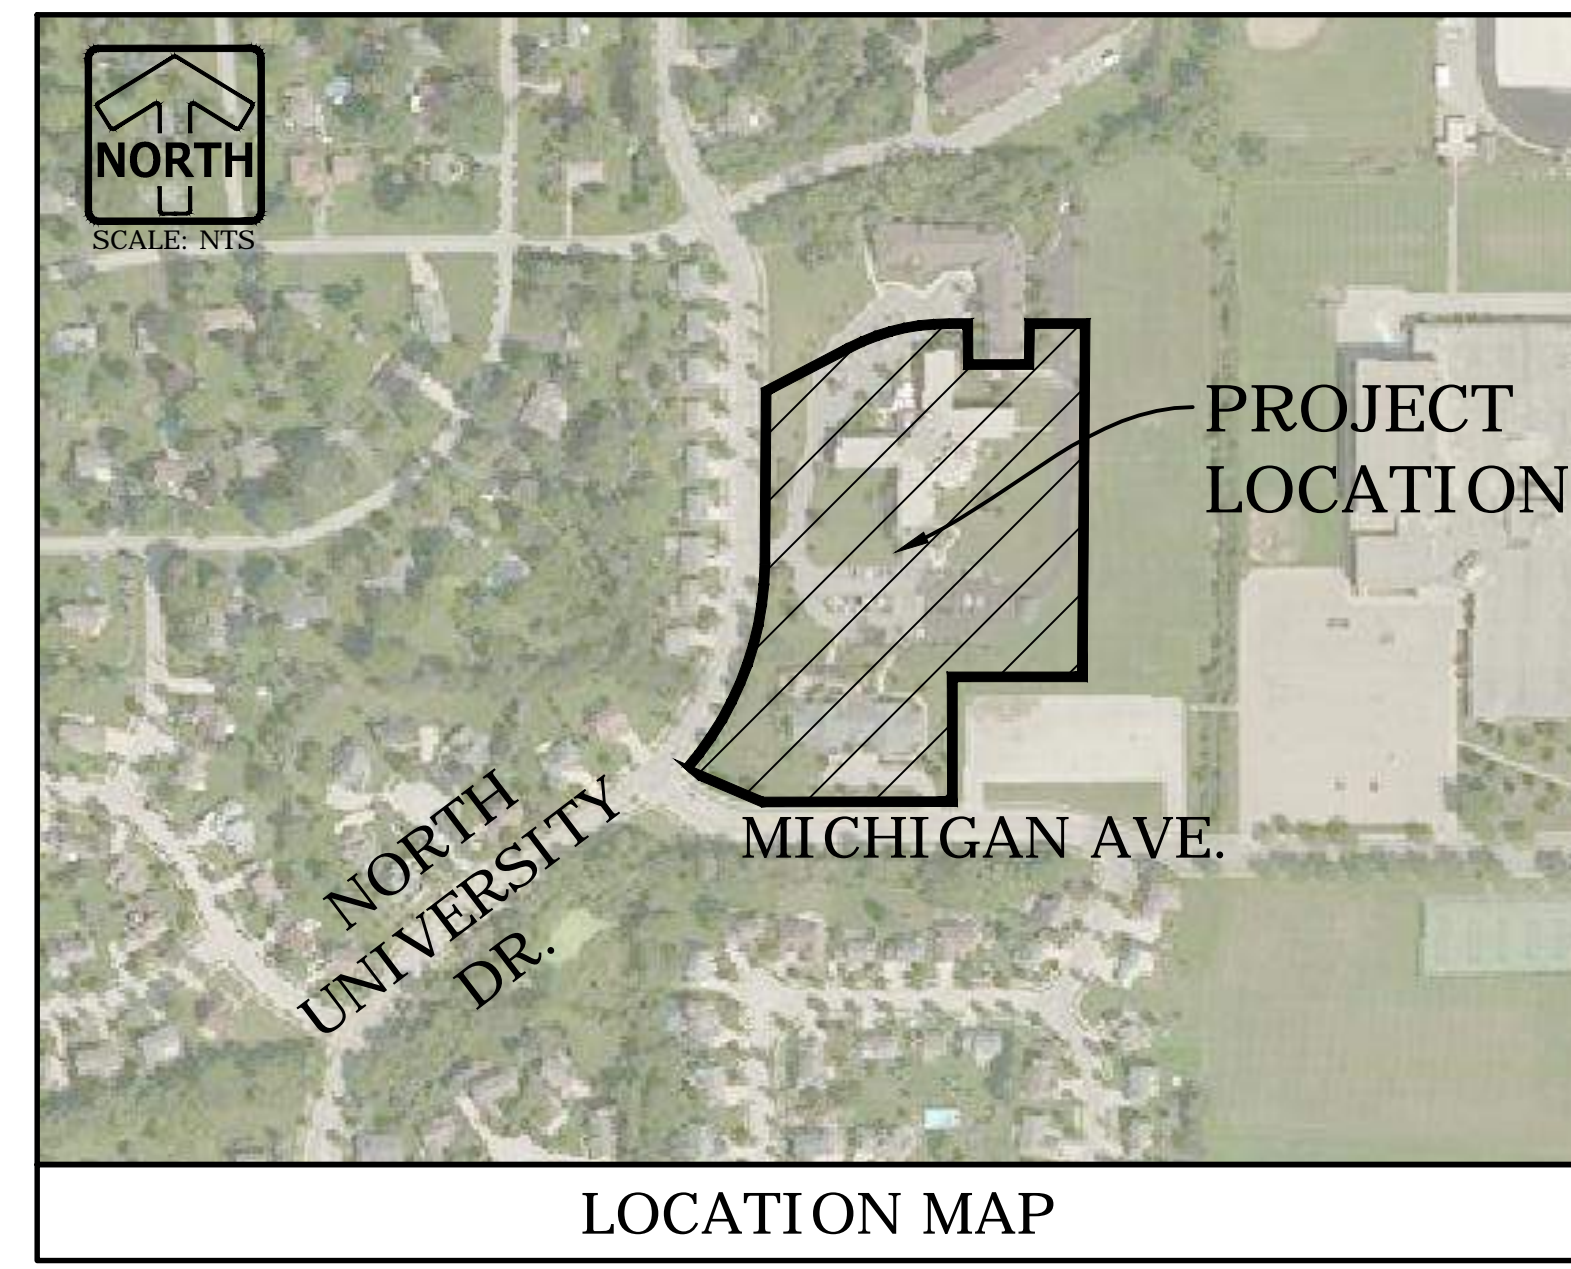 NORTH
SCALE: NTS
PROJECT
LOCATION
NORTH
UNIVERSITY
DR.
MICHIGAN AVE.
LOCATION MAP